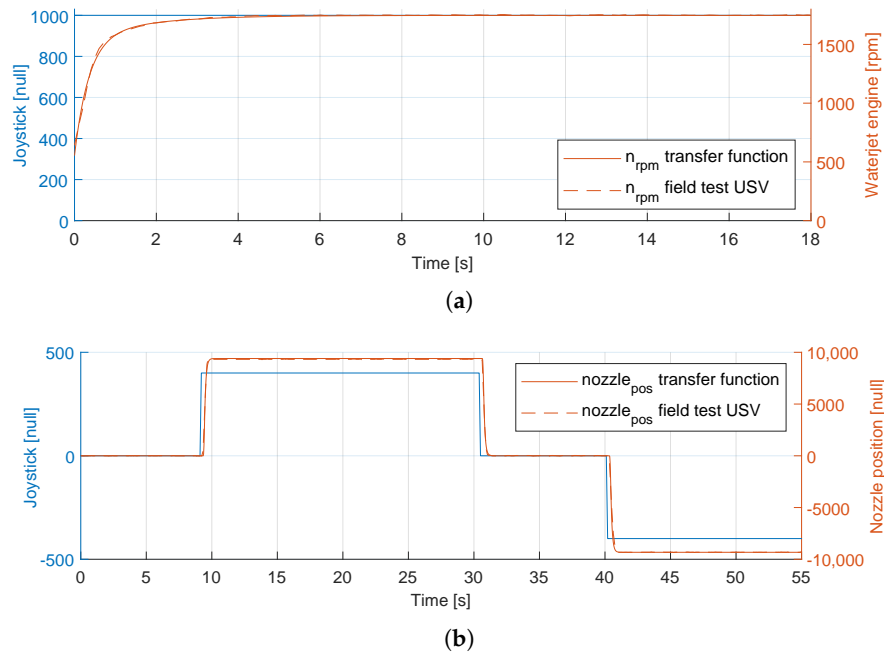 1000
800
600
400
200
0
Joystick [null]
1500
1000
500
0
Waterjet engine [rpm]
n_rpm transfer function
n_rpm field test USV
0 2 4 6 8 10 12 14 16 18
Time [s]
(a)
500
0
-500
Joystick [null]
10,000
5000
0
-5000
-10,000
Nozzle position [null]
nozzle_pos transfer function
nozzle_pos field test USV
0 5 10 15 20 25 30 35 40 45 50 55
Time [s]
(b)